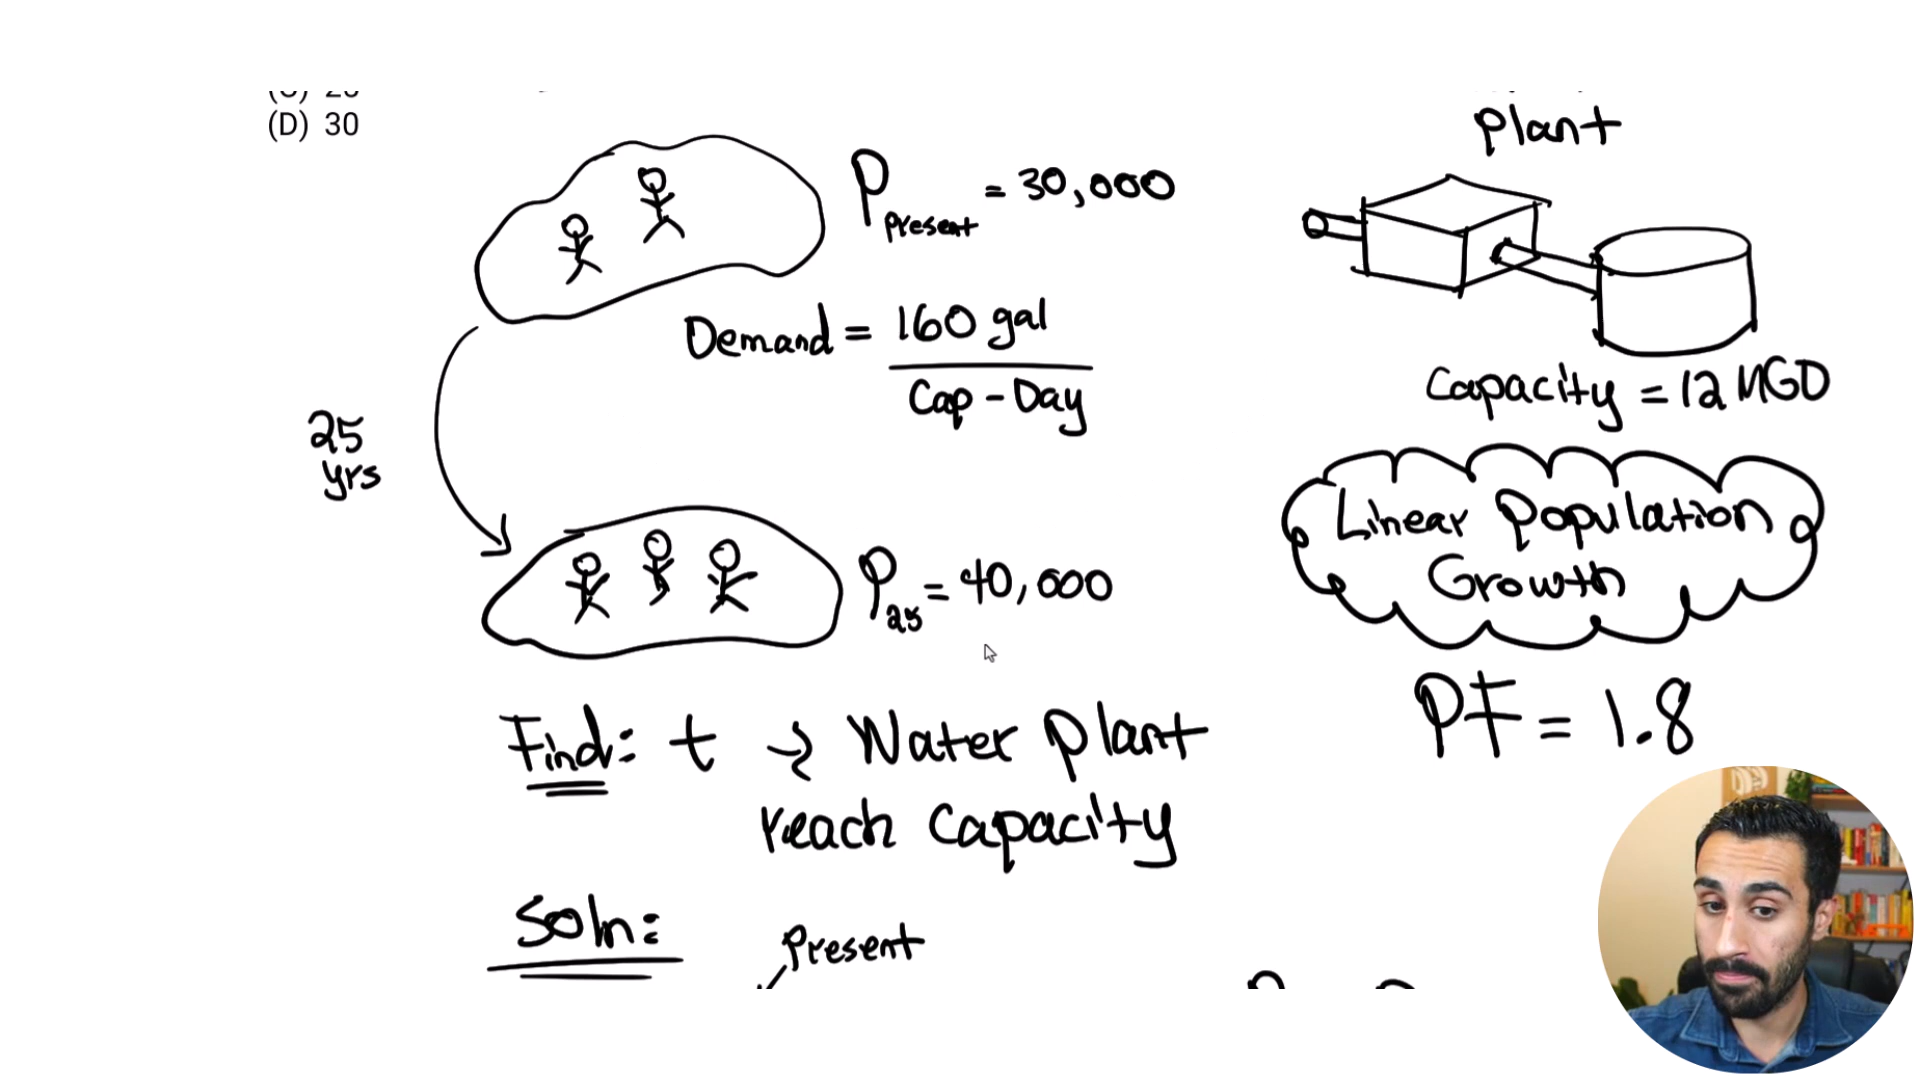 (D) 30
plant
P present = 30,000
Demand = 160 gal
Cap - Day
Capacity = 12 MGD
25
yrs
Linear Population
Growth
P25 = 40,000
PF = 1.8
Find: t → Water plant
reach capacity
Soln:
Present